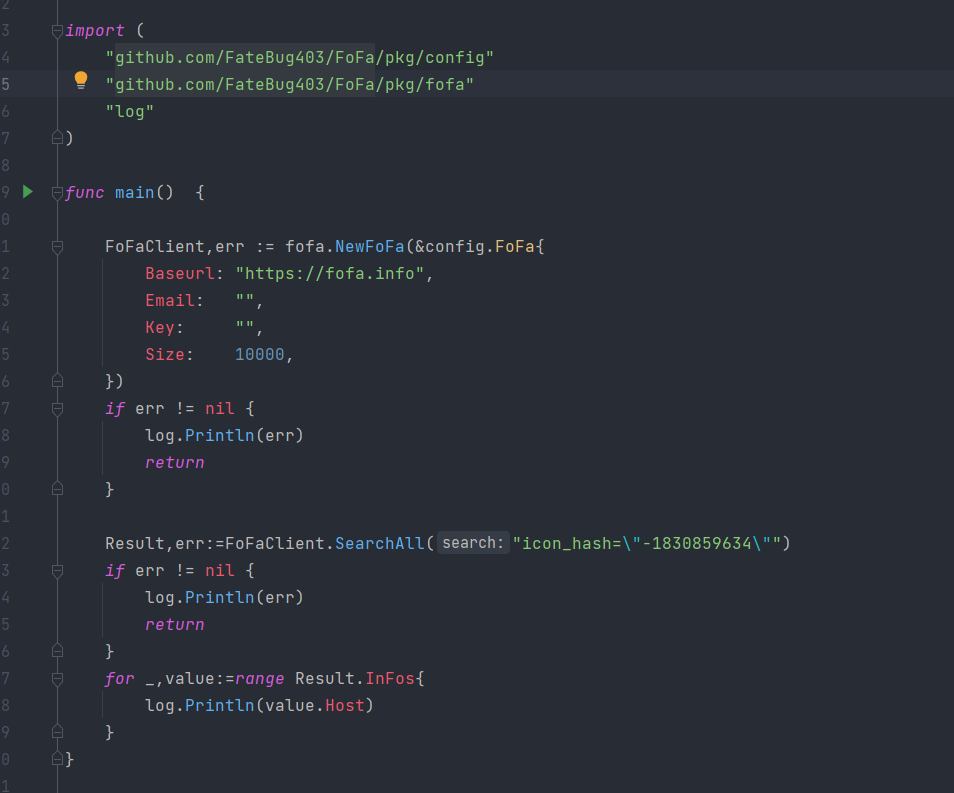 2
3 import (
4 "github.com/FateBug403/FoFa/pkg/config"
5 "github.com/FateBug403/FoFa/pkg/fofa"
6 "log"
7 )
8
9 func main()  {
0
1 FoFaClient,err := fofa.NewFoFa(&config.FoFa{
2 Baseurl: "https://fofa.info",
3 Email:   "",
4 Key:     "",
5 Size:    10000,
6 })
7 if err != nil {
8 log.Println(err)
9 return
0 }
1
2 Result,err:=FoFaClient.SearchAll( search: "icon_hash=\"-1830859634\"")
3 if err != nil {
4 log.Println(err)
5 return
6 }
7 for _,value:=range Result.InFos{
8 log.Println(value.Host)
9 }
0 }
1